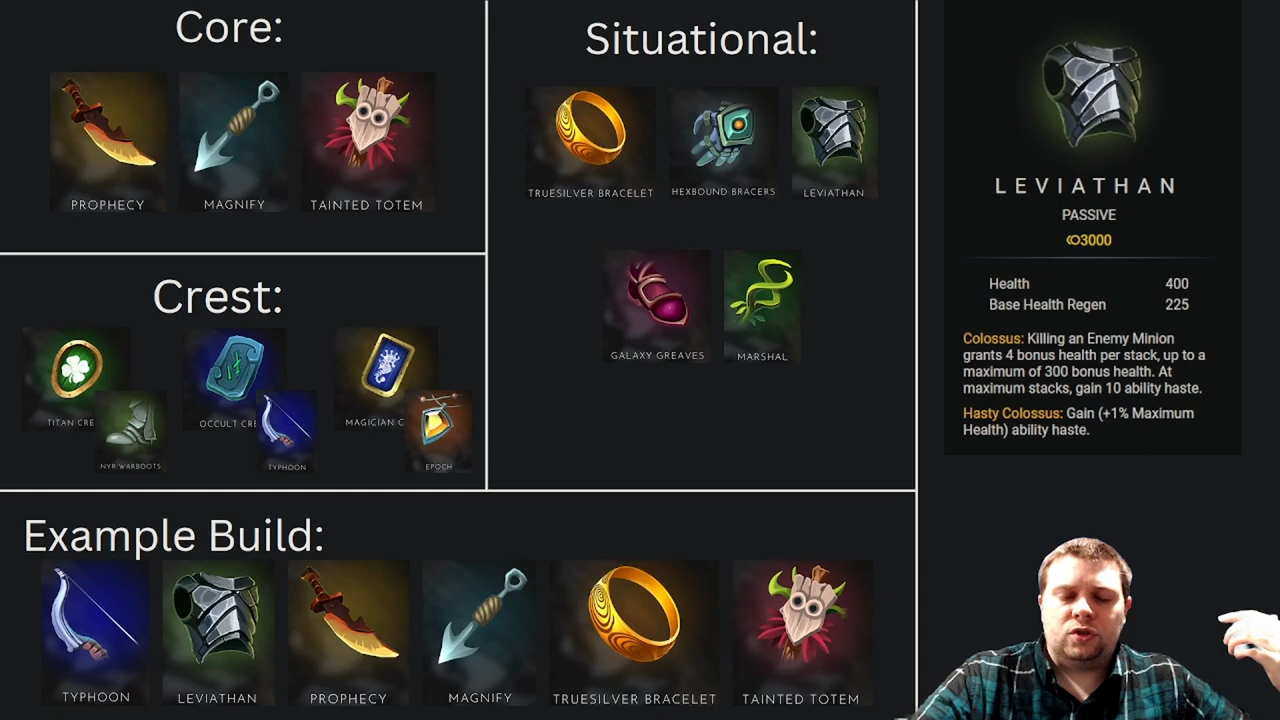 Core:
PROPHECY
MAGNIFY
TAINTED TOTEM
Crest:
TITAN CRE
NYR WARBOOTS
OCCULT CRE
TYPHOON
MAGICIAN C
EPOCH
Situational:
TRUESILVER BRACELET
HEXBOUND BRACERS
LEVIATHAN
GALAXY GREAVES
MARSHAL
Example Build:
TYPHOON
LEVIATHAN
PROPHECY
MAGNIFY
TRUESILVER BRACELET
TAINTED TOTEM
LEVIATHAN
PASSIVE
3000
Health 400
Base Health Regen 225
Colossus: Killing an Enemy Minion
grants 4 bonus health per stack, up to a
maximum of 300 bonus health. At
maximum stacks, gain 10 ability haste.
Hasty Colossus: Gain (+1% Maximum
Health) ability haste.